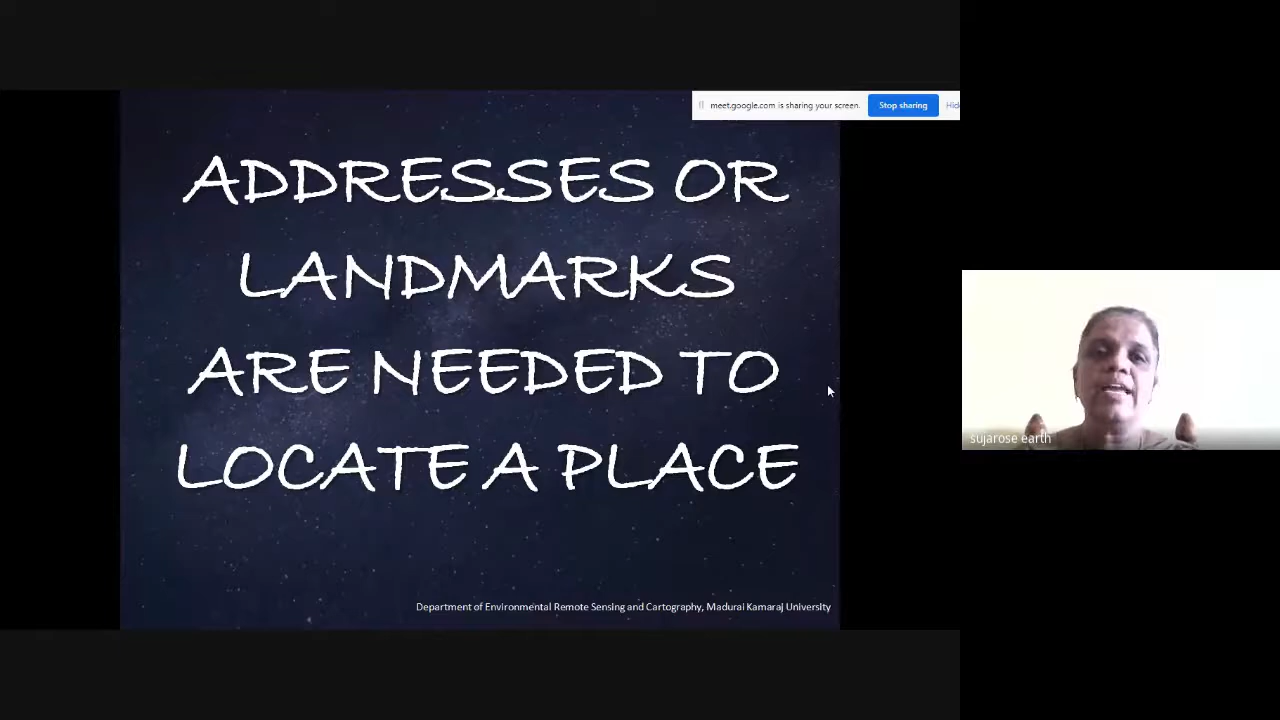 meet.google.com is sharing your screen.
Stop sharing
ADDRESSES OR
LANDMARKS
ARE NEEDED TO
LOCATE A PLACE
sujarose earth
Department of Environmental Remote Sensing and Cartography, Madurai Kamaraj University